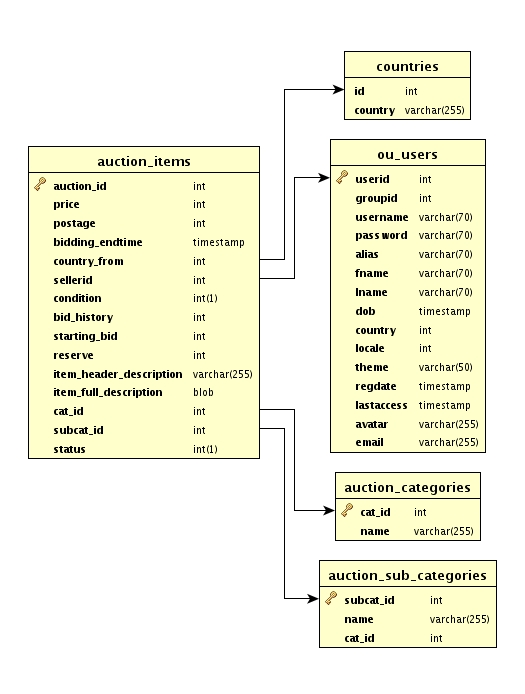 countries
id int
country varchar(255)
auction_items
auction_id int
price int
postage int
bidding_endtime timestamp
country_from int
sellerid int
condition int(1)
bid_history int
starting_bid int
reserve int
item_header_description varchar(255)
item_full_description blob
cat_id int
subcat_id int
status int(1)
ou_users
userid int
groupid int
username varchar(70)
password varchar(70)
alias varchar(70)
fname varchar(70)
lname varchar(70)
dob timestamp
country int
locale int
theme varchar(50)
regdate timestamp
lastaccess timestamp
avatar varchar(255)
email varchar(255)
auction_categories
cat_id int
name varchar(255)
auction_sub_categories
subcat_id int
name varchar(255)
cat_id int